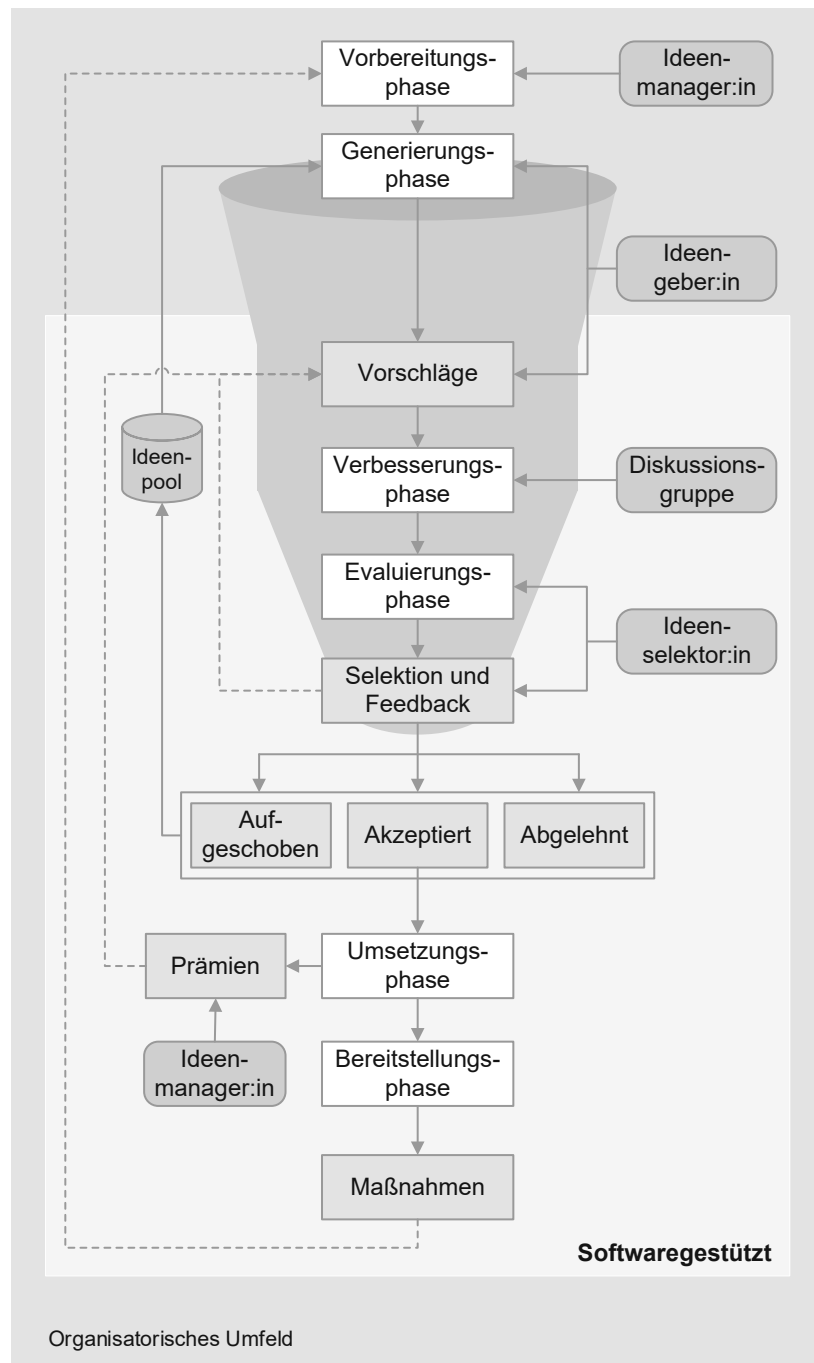 Vorbereitungs-
phase
Ideen-
manager:in
Generierungs-
phase
Ideen-
geber:in
Vorschläge
Ideen-
pool
Verbesserungs-
phase
Diskussions-
gruppe
Evaluierungs-
phase
Ideen-
selektor:in
Selektion und
Feedback
Auf-
geschoben
Akzeptiert
Abgelehnt
Prämien
Umsetzungs-
phase
Ideen-
manager:in
Bereitstellungs-
phase
Maßnahmen
Softwaregestützt
Organisatorisches Umfeld